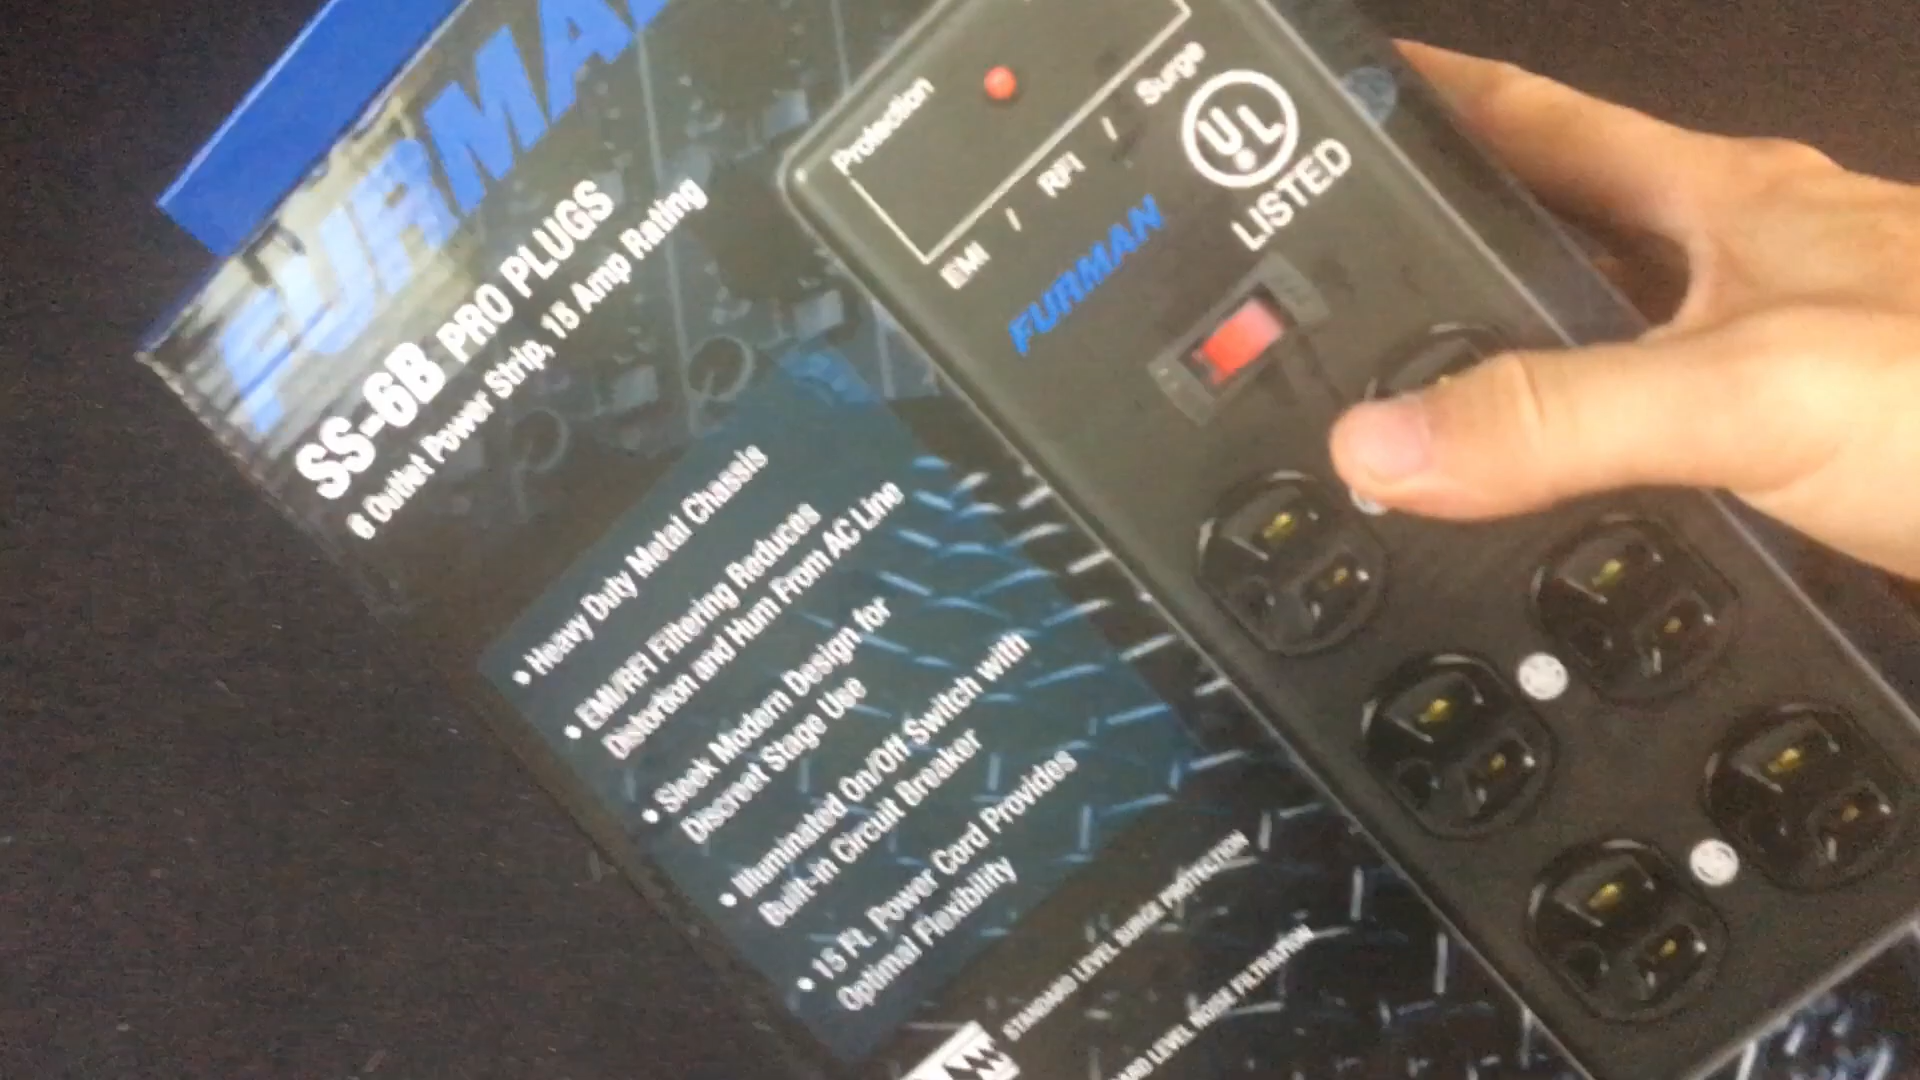 FURMA
SS-6B PRO PLUGS
6 Outlet Power Strip, 15 Amp Rating
• Heavy Duty Metal Chassis
• EMI/RFI Filtering Reduces
Distortion and Hum From AC Line
• Sleek Modern Design for
Discreet Stage Use
• Illuminated On/Off Switch with
Built-in Circuit Breaker
• 15 Ft. Power Cord Provides
Optimal Flexibility
STANDARD LEVEL SURGE PROTECTION
ARD LEVEL NOISE FILTRATION
Protection
EMI / RFI / Surge
FURMAN
UL
LISTED